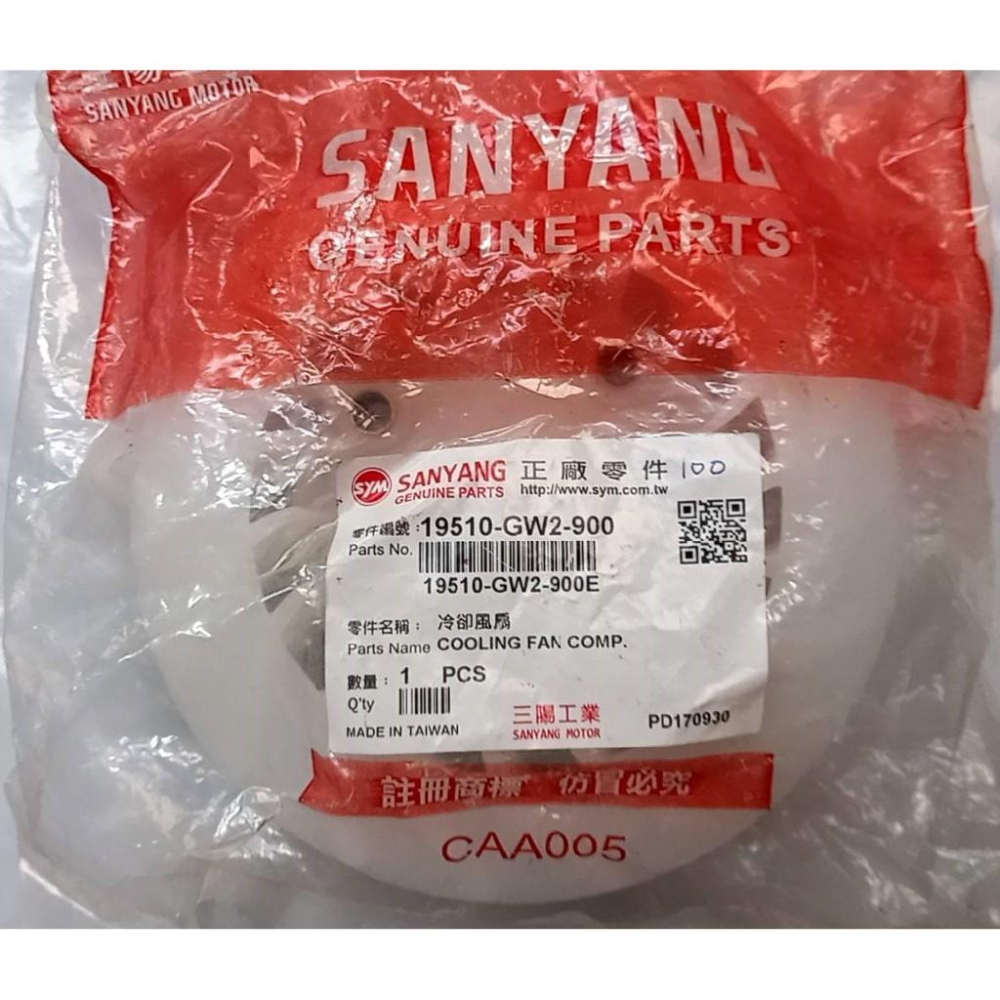 SANYANG MOTOR
SANYANG
GENUINE PARTS
SYM SANYANG GENUINE PARTS
正廠零件 100
http://www.sym.com.tw
零件編號：19510-GW2-900
Parts No.
19510-GW2-900E
零件名稱：冷卻風扇
Parts Name COOLING FAN COMP.
數量：1 PCS
Q'ty
MADE IN TAIWAN
三陽工業
SANYANG MOTOR
PD170930
註冊商標 仿冒必究
CAA005